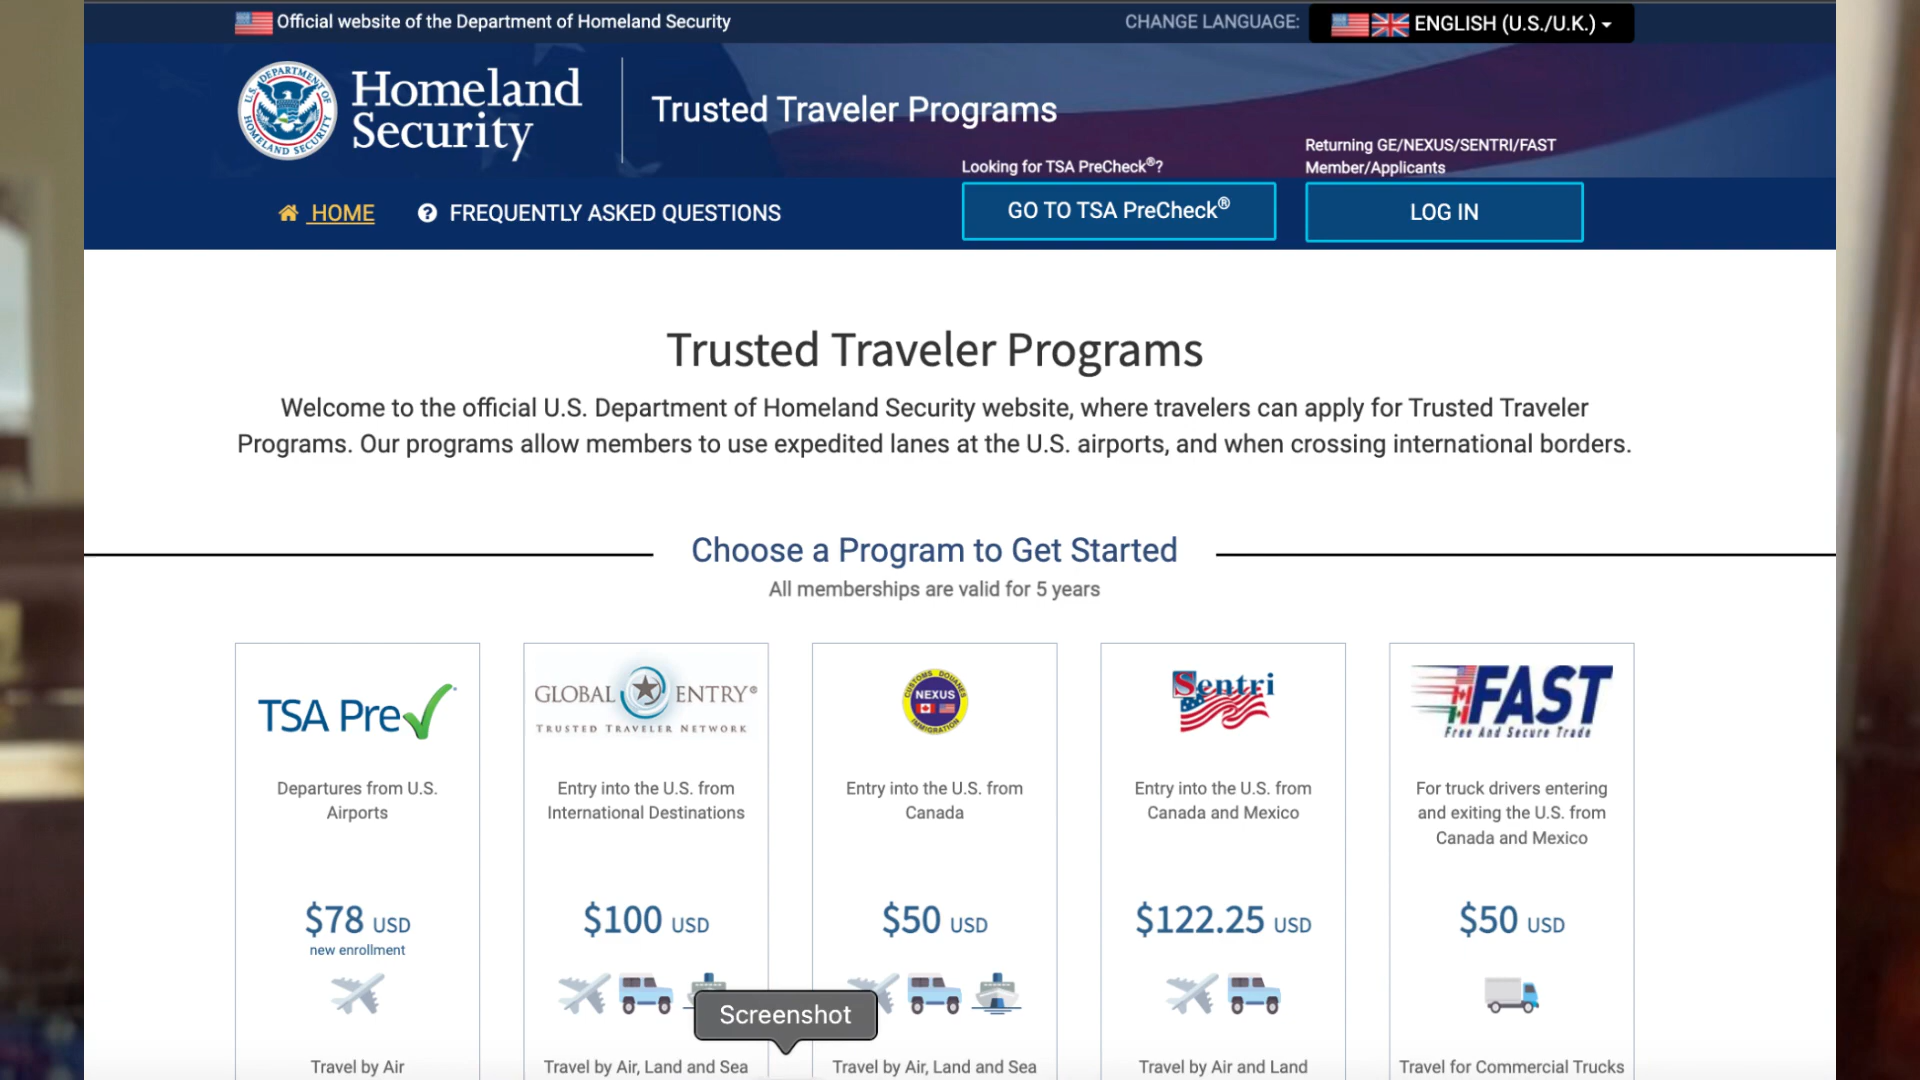 Official website of the Department of Homeland Security
CHANGE LANGUAGE:
ENGLISH (U.S./U.K.)
U.S. DEPARTMENT OF HOMELAND SECURITY
Homeland
Security
Trusted Traveler Programs
Looking for TSA PreCheck®?
Returning GE/NEXUS/SENTRI/FAST
Member/Applicants
HOME
FREQUENTLY ASKED QUESTIONS
GO TO TSA PreCheck®
LOG IN
Trusted Traveler Programs
Welcome to the official U.S. Department of Homeland Security website, where travelers can apply for Trusted Traveler
Programs. Our programs allow members to use expedited lanes at the U.S. airports, and when crossing international borders.
Choose a Program to Get Started
All memberships are valid for 5 years
TSA Pre
Departures from U.S.
Airports
$78 USD
new enrollment
Travel by Air
GLOBAL ENTRY®
TRUSTED TRAVELER NETWORK
Entry into the U.S. from
International Destinations
$100 USD
Travel by Air, Land and Sea
CUSTOMS DOUANES
NEXUS
IMMIGRATION
Entry into the U.S. from
Canada
$50 USD
Travel by Air, Land and Sea
Sentri
Entry into the U.S. from
Canada and Mexico
$122.25 USD
Travel by Air and Land
FAST
Free And Secure Trade
For truck drivers entering
and exiting the U.S. from
Canada and Mexico
$50 USD
Travel for Commercial Trucks
Screenshot